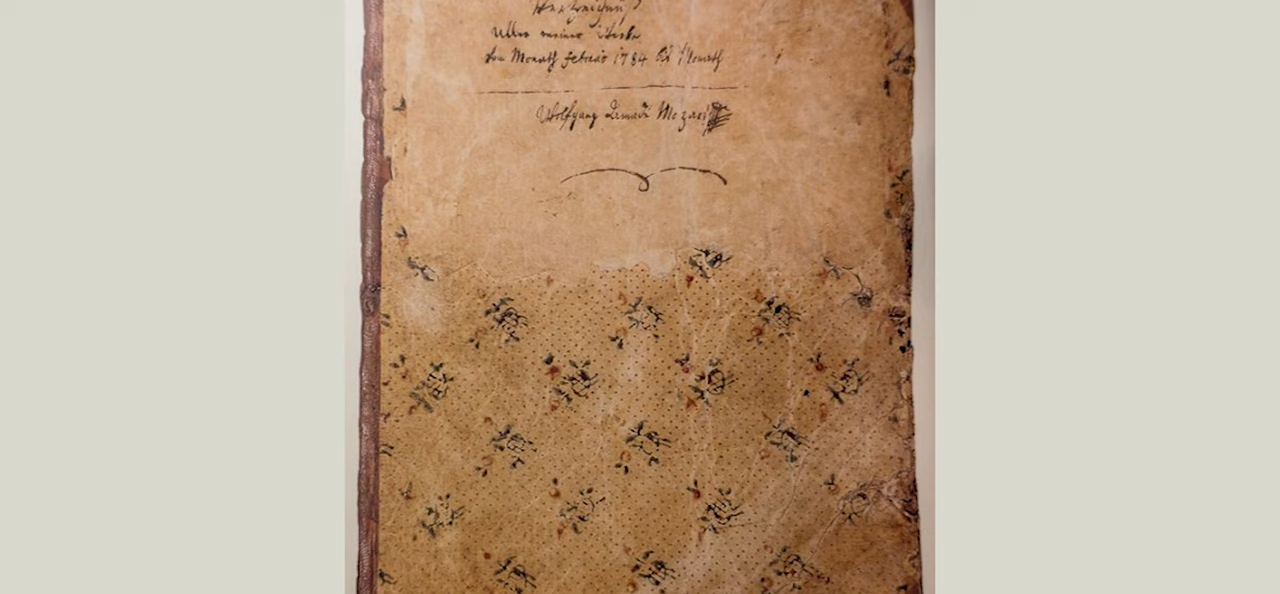 Verzeichnüß
aller meiner Werke
vom Monath febraio 1784 bis Monath
Wolfgang Amadè Mozart